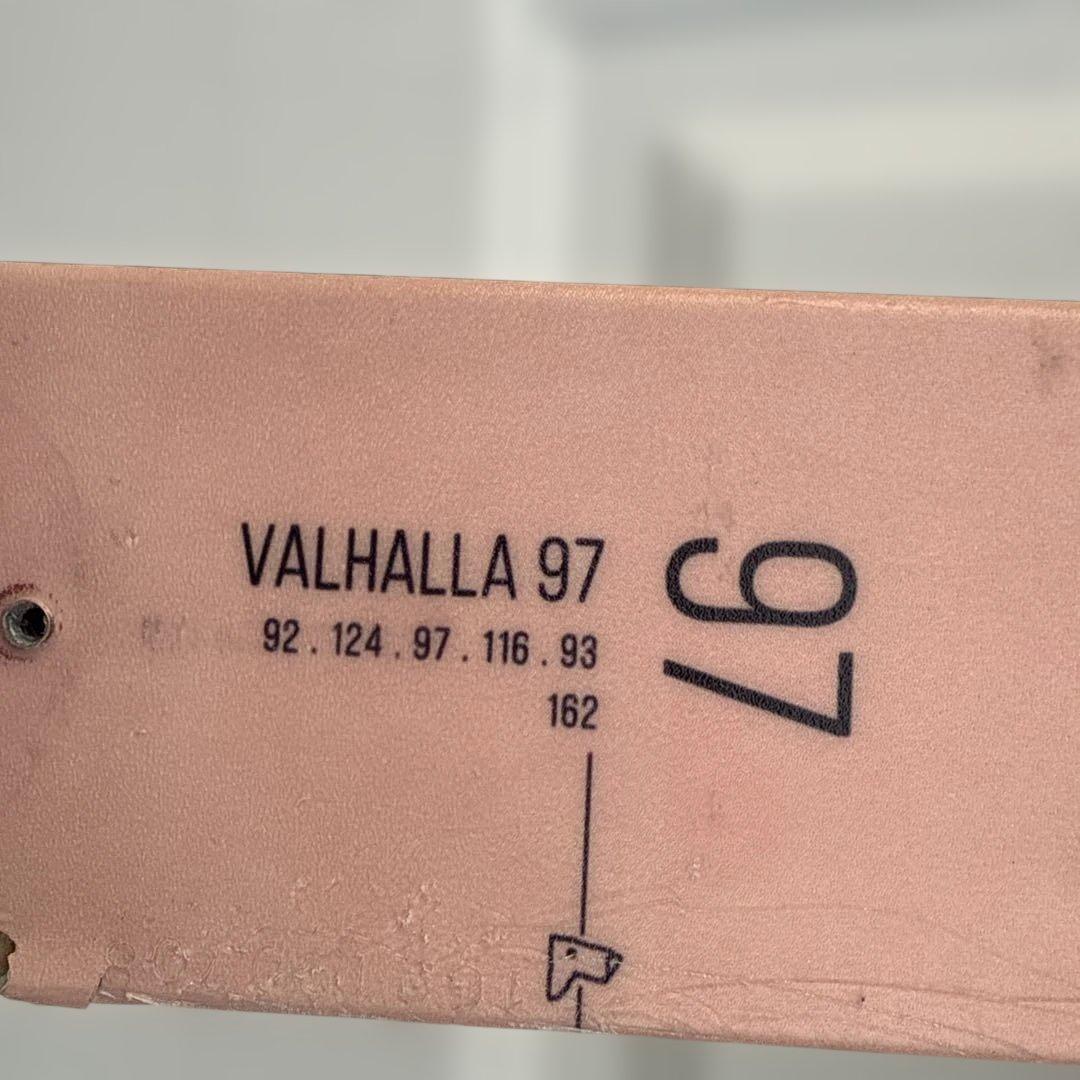 VALHALLA 97
92 . 124 . 97 . 116 . 93
162
97